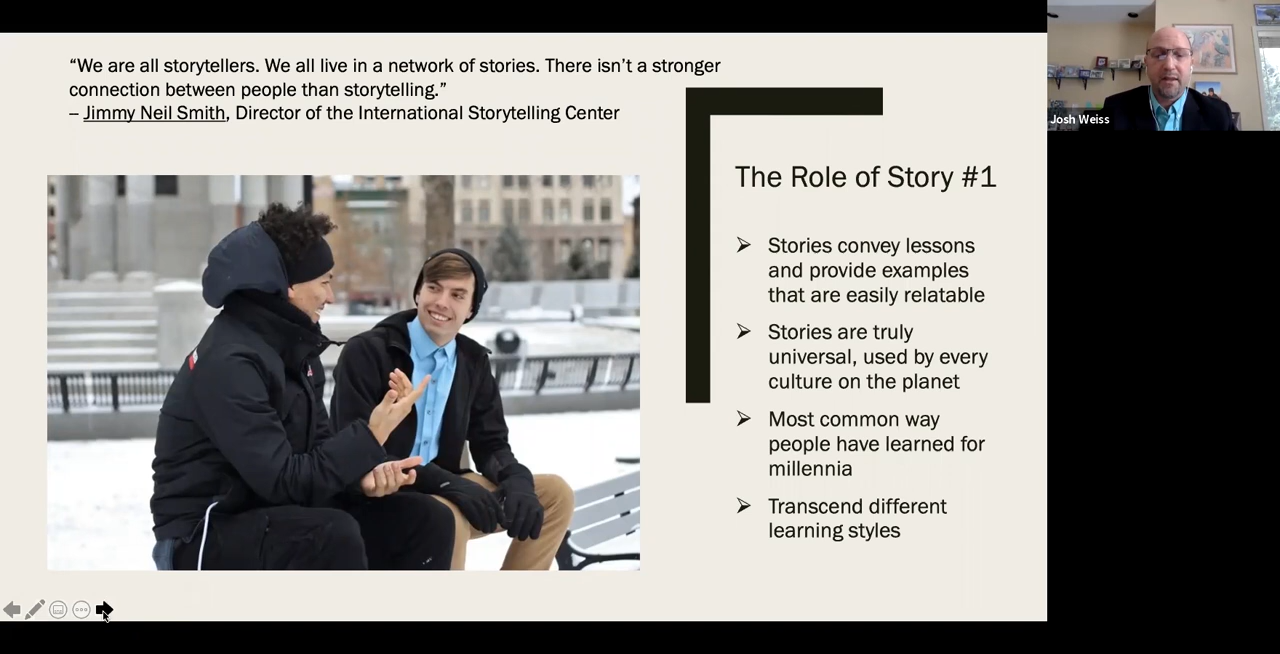 “We are all storytellers. We all live in a network of stories. There isn’t a stronger
connection between people than storytelling.”
– Jimmy Neil Smith, Director of the International Storytelling Center
The Role of Story #1
➢ Stories convey lessons
and provide examples
that are easily relatable
➢ Stories are truly
universal, used by every
culture on the planet
➢ Most common way
people have learned for
millennia
➢ Transcend different
learning styles
Josh Weiss